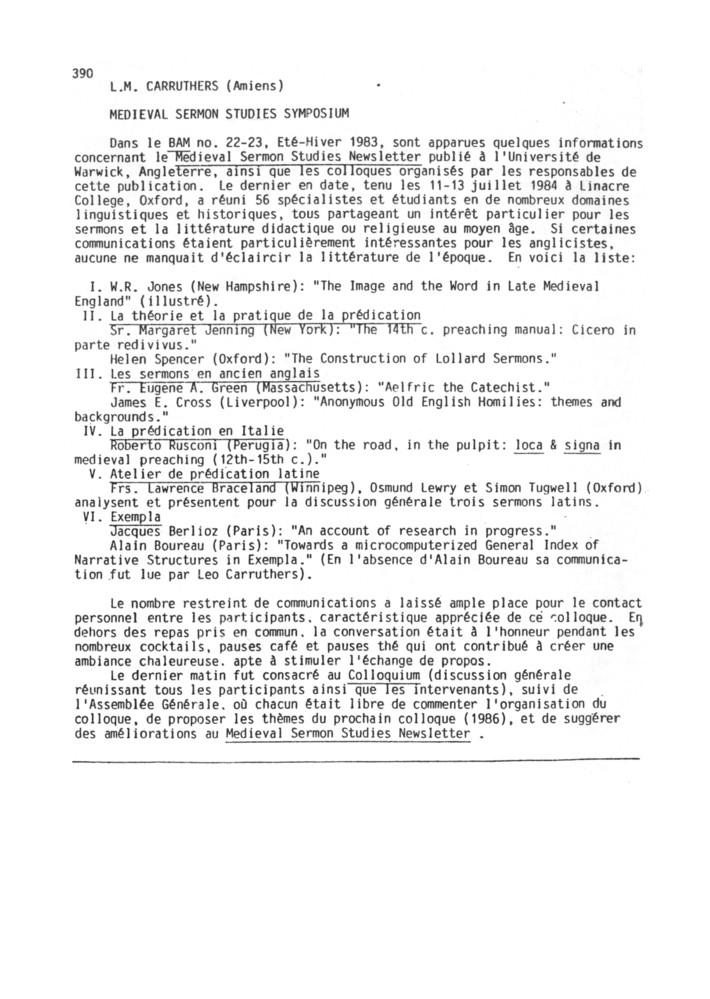 390
L.M. CARRUTHERS (Amiens)
MEDIEVAL SERMON STUDIES SYMPOSIUM
Dans le BAM no. 22-23, Eté-Hiver 1983, sont apparues quelques informations
concernant le Medieval Sermon Studies Newsletter publié à l'Université de
Warwick, Angleterre, ainsi que les colloques organisés par les responsables de
cette publication. Le dernier en date, tenu les 11-13 juillet 1984 à Linacre
College, Oxford, a réuni 56 spécialistes et étudiants en de nombreux domaines
linguistiques et historiques, tous partageant un intérêt particulier pour les
sermons et la littérature didactique ou religieuse au moyen âge. Si certaines
communications étaient particulièrement intéressantes pour les anglicistes,
aucune ne manquait d'éclaircir la littérature de l'époque. En voici la liste:
I. W.R. Jones (New Hampshire): "The Image and the Word in Late Medieval
England" (illustré).
II. La théorie et la pratique de la prédication
Sr. Margaret Jenning (New York): "The 14th c. preaching manual: Cicero in
parte redivivus."
Helen Spencer (Oxford): "The Construction of Lollard Sermons."
III. Les sermons en ancien anglais
Fr. Eugene A. Green (Massachusetts): "Aelfric the Catechist."
James E. Cross (Liverpool): "Anonymous Old English Homilies: themes and
backgrounds."
IV. La prédication en Italie
Roberto Rusconi (Perugia): "On the road, in the pulpit: loca & signa in
medieval preaching (12th-15th c.)."
V. Atelier de prédication latine
Frs. Lawrence Braceland (Winnipeg), Osmund Lewry et Simon Tugwell (Oxford)
analysent et présentent pour la discussion générale trois sermons latins.
VI. Exempla
Jacques Berlioz (Paris): "An account of research in progress."
Alain Boureau (Paris): "Towards a microcomputerized General Index of
Narrative Structures in Exempla." (En l'absence d'Alain Boureau sa communica-
tion fut lue par Leo Carruthers).
Le nombre restreint de communications a laissé ample place pour le contact
personnel entre les participants, caractéristique appréciée de ce colloque. En
dehors des repas pris en commun, la conversation était à l'honneur pendant les
nombreux cocktails, pauses café et pauses thé qui ont contribué à créer une
ambiance chaleureuse, apte à stimuler l'échange de propos.
Le dernier matin fut consacré au Colloquium (discussion générale
réunissant tous les participants ainsi que les intervenants), suivi de
l'Assemblée Générale, où chacun était libre de commenter l'organisation du
colloque, de proposer les thèmes du prochain colloque (1986), et de suggérer
des améliorations au Medieval Sermon Studies Newsletter .